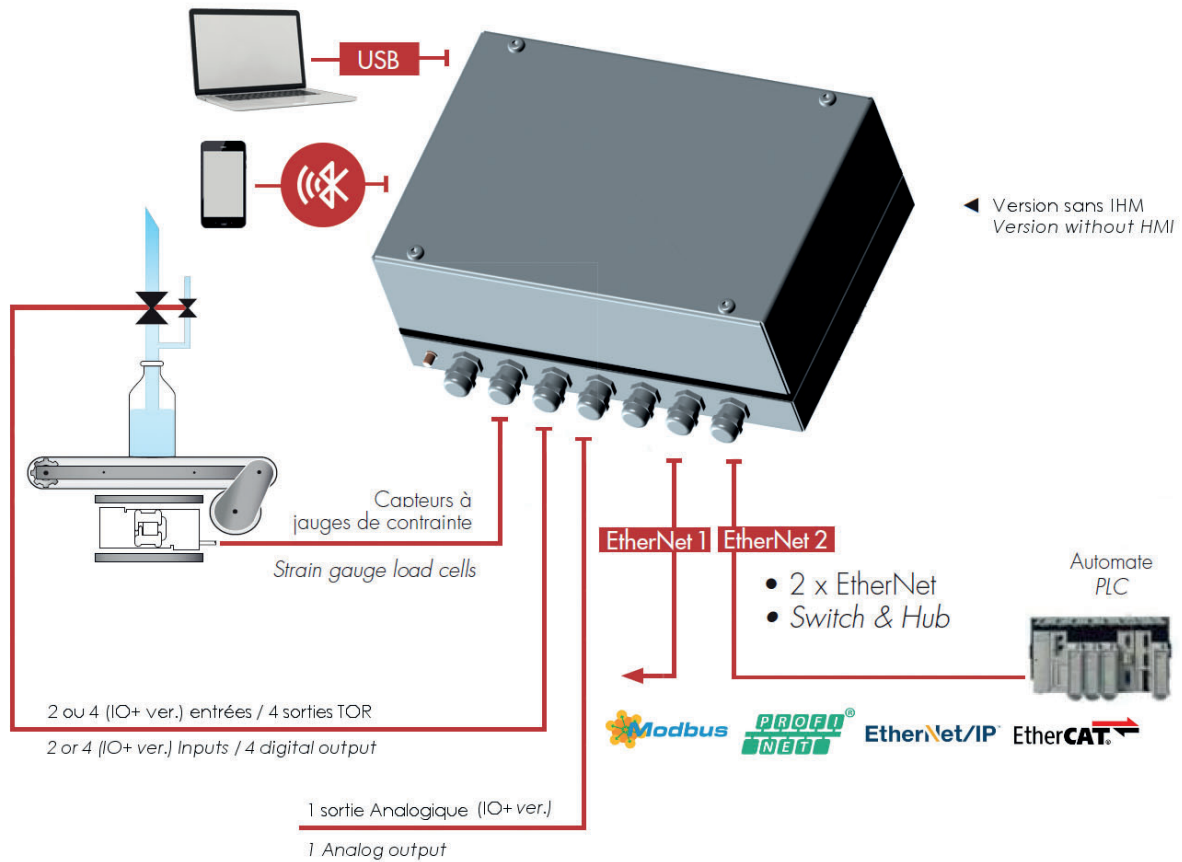 USB
Version sans IHM
Version without HMI
Capteurs à
jauges de contrainte
Strain gauge load cells
EtherNet 1
EtherNet 2
• 2 x EtherNet
• Switch & Hub
Automate
PLC
2 ou 4 (IO+ ver.) entrées / 4 sorties TOR
2 or 4 (IO+ ver.) Inputs / 4 digital output
Modbus
PROFI®
NET
EtherNet/IP™
EtherCAT®
1 sortie Analogique (IO+ ver.)
1 Analog output